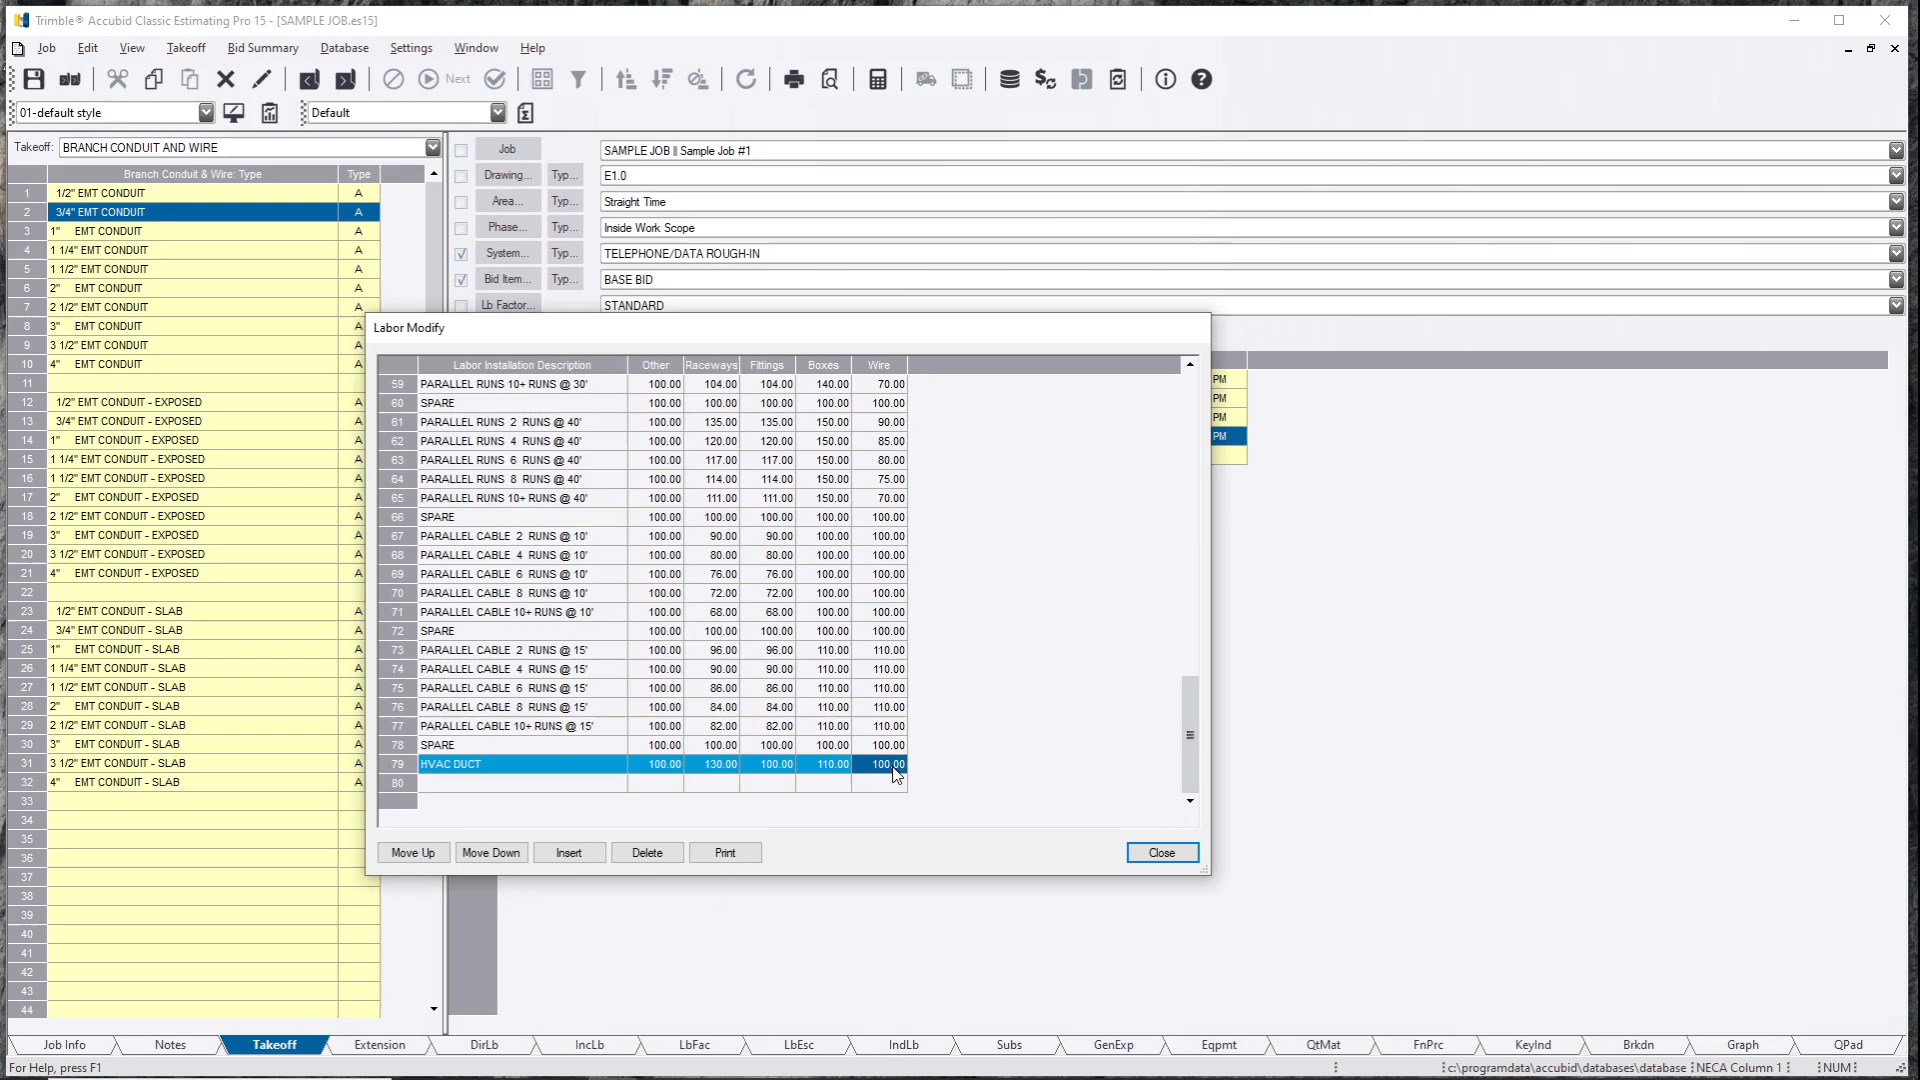 Trimble® Accubid Classic Estimating Pro 15 - [SAMPLE JOB.es15]
Job Edit View Takeoff Bid Summary Database Settings Window Help
Next
01-default style Default
Takeoff: BRANCH CONDUIT AND WIRE
Branch Conduit & Wire: Type Type
1 1/2" EMT CONDUIT A
2 3/4" EMT CONDUIT A
3 1" EMT CONDUIT A
4 1 1/4" EMT CONDUIT A
5 1 1/2" EMT CONDUIT A
6 2" EMT CONDUIT A
7 2 1/2" EMT CONDUIT A
8 3" EMT CONDUIT A
9 3 1/2" EMT CONDUIT A
10 4" EMT CONDUIT A
11
12 1/2" EMT CONDUIT - EXPOSED A
13 3/4" EMT CONDUIT - EXPOSED A
14 1" EMT CONDUIT - EXPOSED A
15 1 1/4" EMT CONDUIT - EXPOSED A
16 1 1/2" EMT CONDUIT - EXPOSED A
17 2" EMT CONDUIT - EXPOSED A
18 2 1/2" EMT CONDUIT - EXPOSED A
19 3" EMT CONDUIT - EXPOSED A
20 3 1/2" EMT CONDUIT - EXPOSED A
21 4" EMT CONDUIT - EXPOSED A
22
23 1/2" EMT CONDUIT - SLAB A
24 3/4" EMT CONDUIT - SLAB A
25 1" EMT CONDUIT - SLAB A
26 1 1/4" EMT CONDUIT - SLAB A
27 1 1/2" EMT CONDUIT - SLAB A
28 2" EMT CONDUIT - SLAB A
29 2 1/2" EMT CONDUIT - SLAB A
30 3" EMT CONDUIT - SLAB A
31 3 1/2" EMT CONDUIT - SLAB A
32 4" EMT CONDUIT - SLAB A
33
34
35
36
37
38
39
40
41
42
43
44
Job SAMPLE JOB || Sample Job #1
Drawing... Typ... E1.0
Area... Typ... Straight Time
Phase... Typ... Inside Work Scope
System... Typ... TELEPHONE/DATA ROUGH-IN
Bid Item... Typ... BASE BID
Lb Factor... STANDARD
PM
PM
PM
PM
Labor Modify
Labor Installation Description Other Raceways Fittings Boxes Wire
59 PARALLEL RUNS 10+ RUNS @ 30' 100.00 104.00 104.00 140.00 70.00
60 SPARE 100.00 100.00 100.00 100.00 100.00
61 PARALLEL RUNS 2 RUNS @ 40' 100.00 135.00 135.00 150.00 90.00
62 PARALLEL RUNS 4 RUNS @ 40' 100.00 120.00 120.00 150.00 85.00
63 PARALLEL RUNS 6 RUNS @ 40' 100.00 117.00 117.00 150.00 80.00
64 PARALLEL RUNS 8 RUNS @ 40' 100.00 114.00 114.00 150.00 75.00
65 PARALLEL RUNS 10+ RUNS @ 40' 100.00 111.00 111.00 150.00 70.00
66 SPARE 100.00 100.00 100.00 100.00 100.00
67 PARALLEL CABLE 2 RUNS @ 10' 100.00 90.00 90.00 100.00 100.00
68 PARALLEL CABLE 4 RUNS @ 10' 100.00 80.00 80.00 100.00 100.00
69 PARALLEL CABLE 6 RUNS @ 10' 100.00 76.00 76.00 100.00 100.00
70 PARALLEL CABLE 8 RUNS @ 10' 100.00 72.00 72.00 100.00 100.00
71 PARALLEL CABLE 10+ RUNS @ 10' 100.00 68.00 68.00 100.00 100.00
72 SPARE 100.00 100.00 100.00 100.00 100.00
73 PARALLEL CABLE 2 RUNS @ 15' 100.00 96.00 96.00 110.00 110.00
74 PARALLEL CABLE 4 RUNS @ 15' 100.00 90.00 90.00 110.00 110.00
75 PARALLEL CABLE 6 RUNS @ 15' 100.00 86.00 86.00 110.00 110.00
76 PARALLEL CABLE 8 RUNS @ 15' 100.00 84.00 84.00 110.00 110.00
77 PARALLEL CABLE 10+ RUNS @ 15' 100.00 82.00 82.00 110.00 110.00
78 SPARE 100.00 100.00 100.00 100.00 100.00
79 HVAC DUCT 100.00 130.00 100.00 110.00 100.00
80
Move Up Move Down Insert Delete Print Close
Job Info Notes Takeoff Extension DirLb IncLb LbFac LbEsc IndLb Subs GenExp Eqpmt QtMat FnPrc KeyInd Brkdn Graph QPad
For Help, press F1 c:\programdata\accubid\databases\database NECA Column 1 NUM